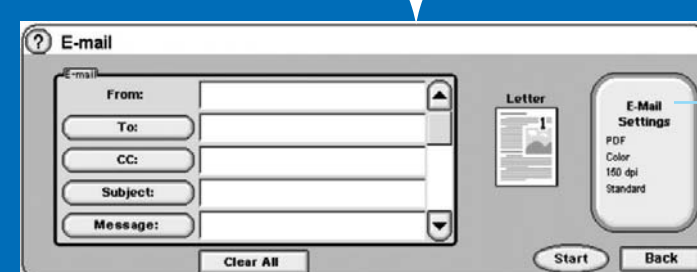 ? E-mail
E-mail
From:
To:
CC:
Subject:
Message:
Clear All
Letter
1
E-Mail
Settings
PDF
Color
150 dpi
Standard
Start
Back